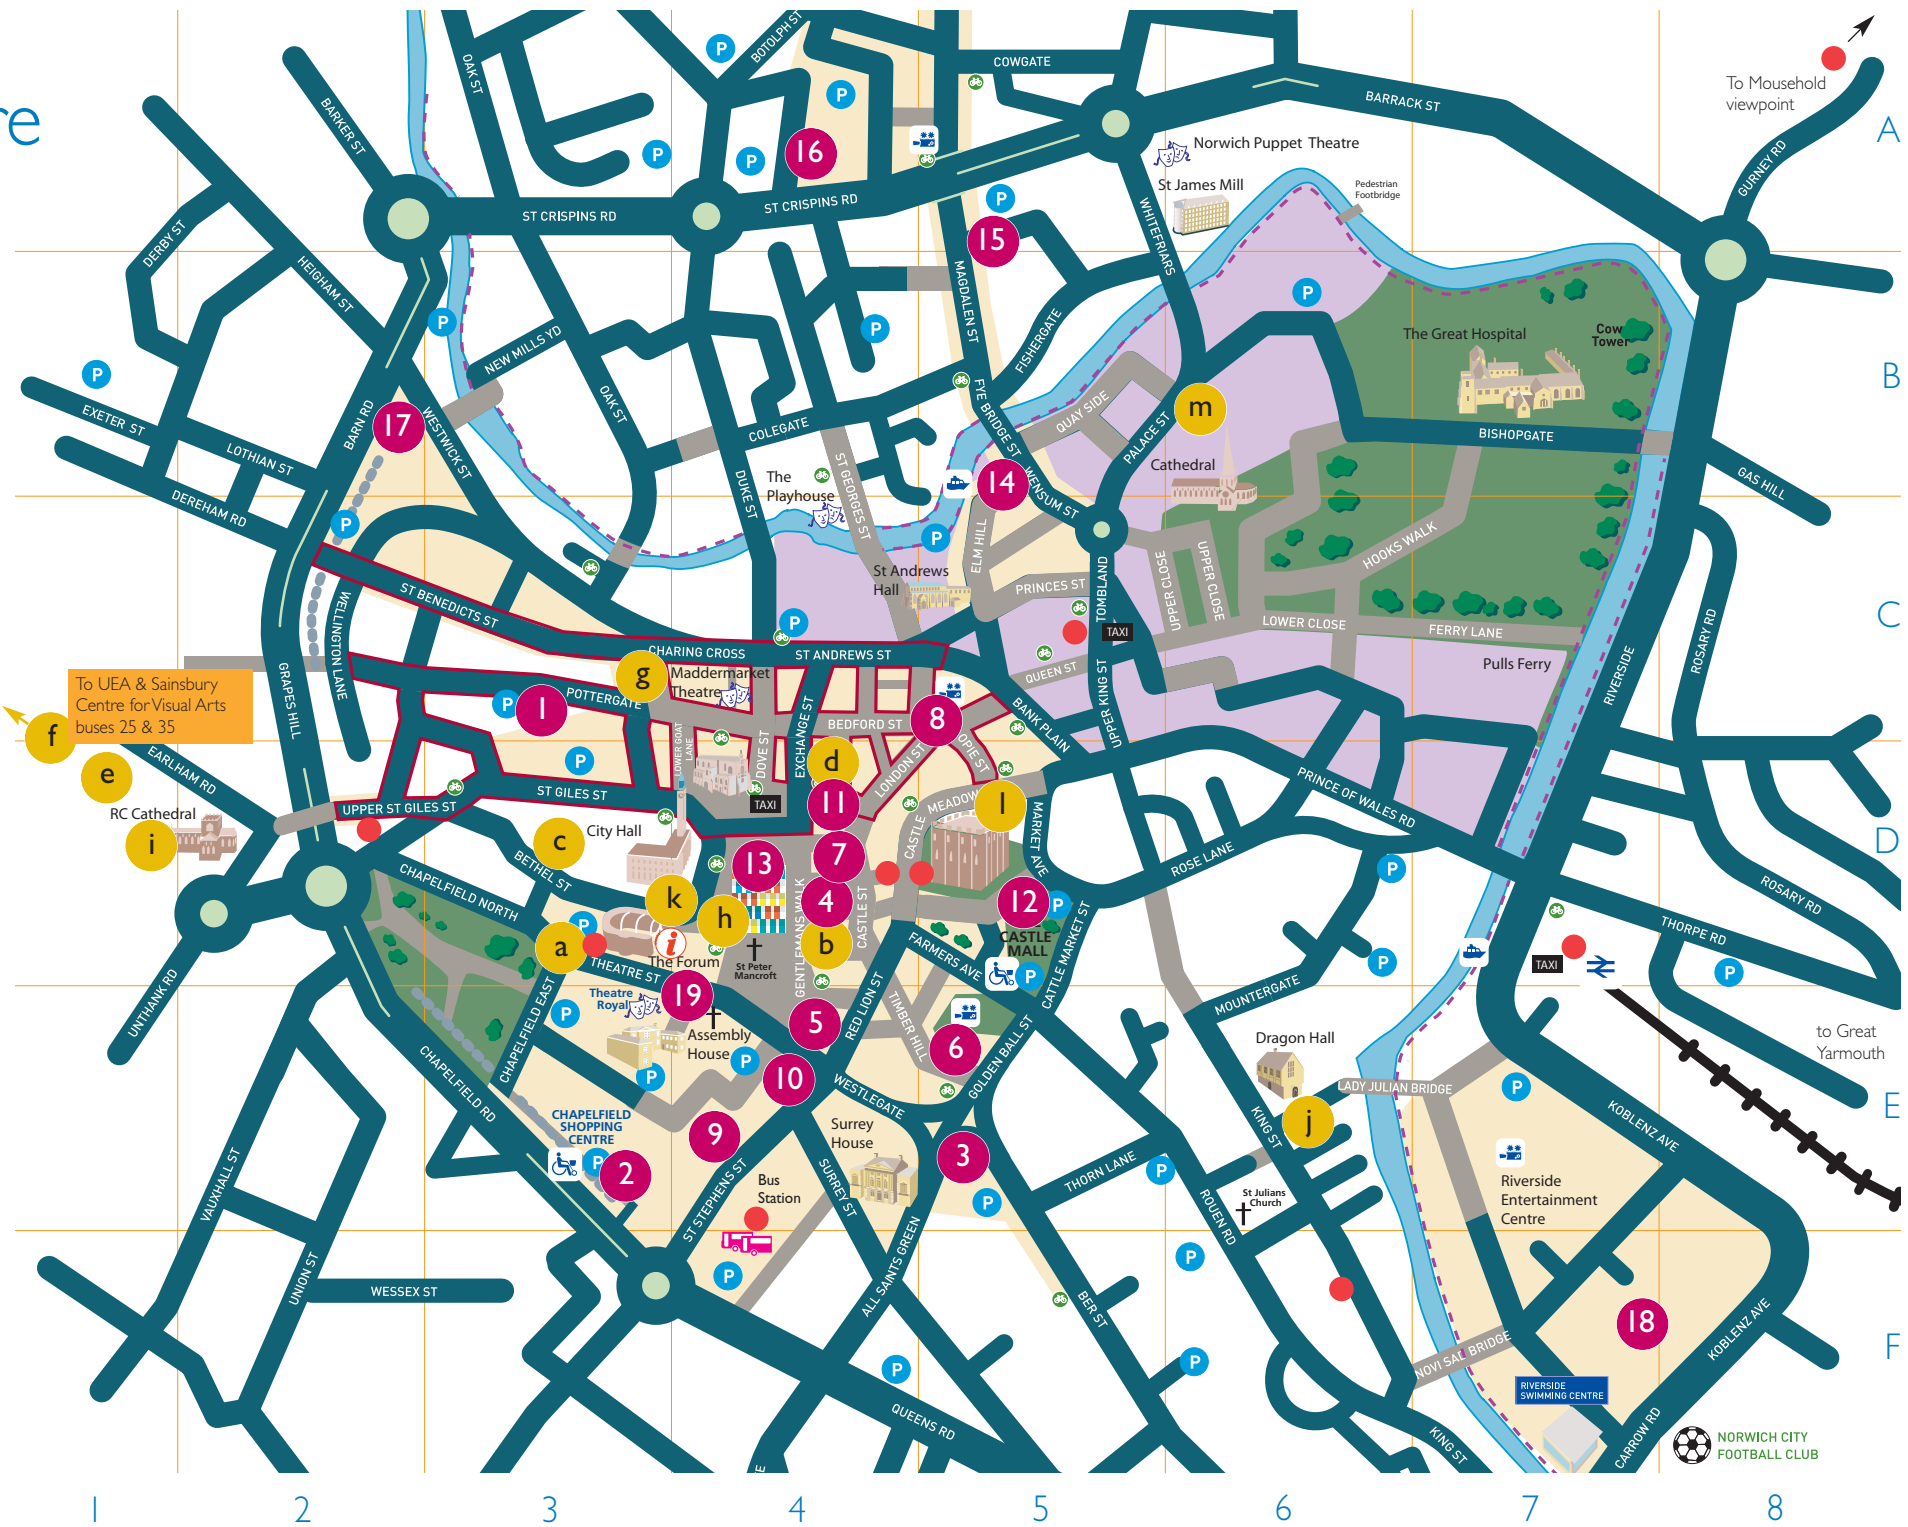 re
OAK ST
P
BOTOLPH ST
COWGATE
To Mousehold
viewpoint
BARKER ST
P
BARRACK ST
A
P
P
16
Norwich Puppet Theatre
GURNEY RD
St James Mill
Pedestrian
Footbridge
ST CRISPINS RD
ST CRISPINS RD
P
15
WHITEFRIARS
DERBY ST
HEIGHAM ST
MAGDALEN ST
P
P
P
NEW MILLS YD
FISHERGATE
The Great Hospital
Cow
Tower
P
B
EXETER ST
BARN RD
17
WESTWICK ST
OAK ST
COLEGATE
FYE BRIDGE ST
QUAY SIDE
PALACE ST
m
BISHOPGATE
LOTHIAN ST
DUKE ST
The
Playhouse
ST GEORGES ST
14
WENSUM ST
Cathedral
GAS HILL
DEREHAM RD
P
P
ELM HILL
HOOKS WALK
ST BENEDICTS ST
WELLINGTON LANE
St Andrews
Hall
PRINCES ST
TOMBLAND
UPPER CLOSE
UPPER CLOSE
C
P
TAXI
LOWER CLOSE
FERRY LANE
ROSARY RD
CHARING CROSS
ST ANDREWS ST
GRAPES HILL
g
Maddermarket
Theatre
QUEEN ST
UPPER KING ST
Pulls Ferry
RIVERSIDE
To UEA & Sainsbury
Centre for Visual Arts
buses 25 & 35
P
1
POTTERGATE
EXCHANGE ST
BEDFORD ST
8
BANK PLAIN
f
e
EARLHAM RD
P
LOWER GOAT
LANE
DOVE ST
d
LONDON ST
OPIE ST
PRINCE OF WALES RD
RC Cathedral
UPPER ST GILES ST
ST GILES ST
TAXI
11
CASTLE MEADOW
l
MARKET AVE
i
c
City Hall
13
7
ROSE LANE
D
CHAPELFIELD NORTH
BETHEL ST
P
k
h
GENTLEMANS WALK
4
CASTLE ST
12
P
ROSARY RD
P
a
b
CASTLE
MALL
CATTLE MARKET ST
THORPE RD
THEATRE ST
The Forum
St Peter
Mancroft
FARMERS AVE
P
P
TAXI
P
UNTHANK RD
CHAPELFIELD EAST
Theatre
Royal
19
P
RED LION ST
TIMBER HILL
MOUNTERGATE
5
Assembly
House
6
GOLDEN BALL ST
Dragon Hall
to Great
Yarmouth
CHAPELFIELD RD
P
P
10
WESTLEGATE
LADY JULIAN BRIDGE
P
E
CHAPELFIELD
SHOPPING
CENTRE
9
Surrey
House
KING ST
j
KOBLENZ AVE
VAUXHALL ST
P
2
3
THORN LANE
P
Riverside
Entertainment
Centre
Bus
Station
ST STEPHENS ST
SURREY ST
P
ROUEN RD
St Julians
Church
UNION ST
WESSEX ST
P
ALL SAINTS GREEN
BER ST
P
18
KOBLENZ AVE
P
P
NOVI SAD BRIDGE
F
RIVERSIDE
SWIMMING CENTRE
QUEENS RD
KING ST
CARROW RD
NORWICH CITY
FOOTBALL CLUB
E
1
2
3
4
5
6
7
8